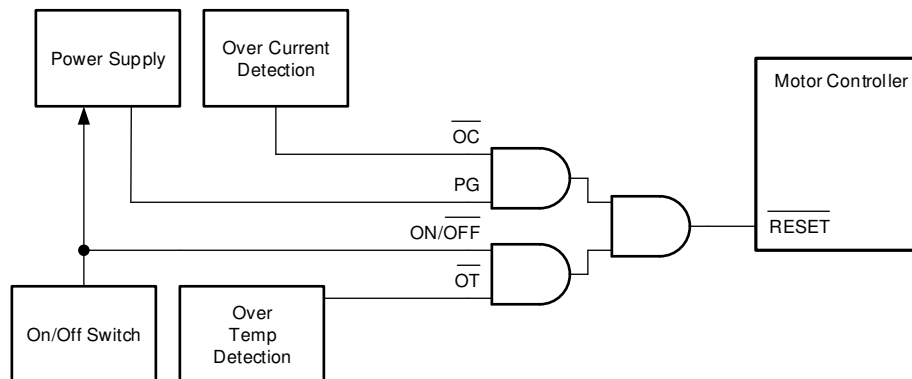 Power Supply
Over Current
Detection
Motor Controller
OC
PG
ON/OFF
OT
RESET
On/Off Switch
Over
Temp
Detection